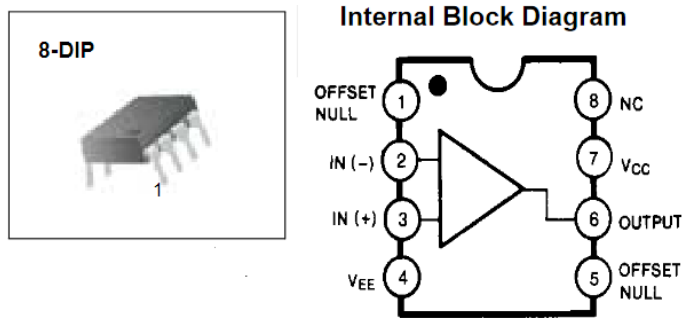 Internal Block Diagram
8-DIP
1
OFFSET
NULL
1
IN (-)
2
IN (+)
3
VEE
4
8
NC
7
VCC
6
OUTPUT
5
OFFSET
NULL